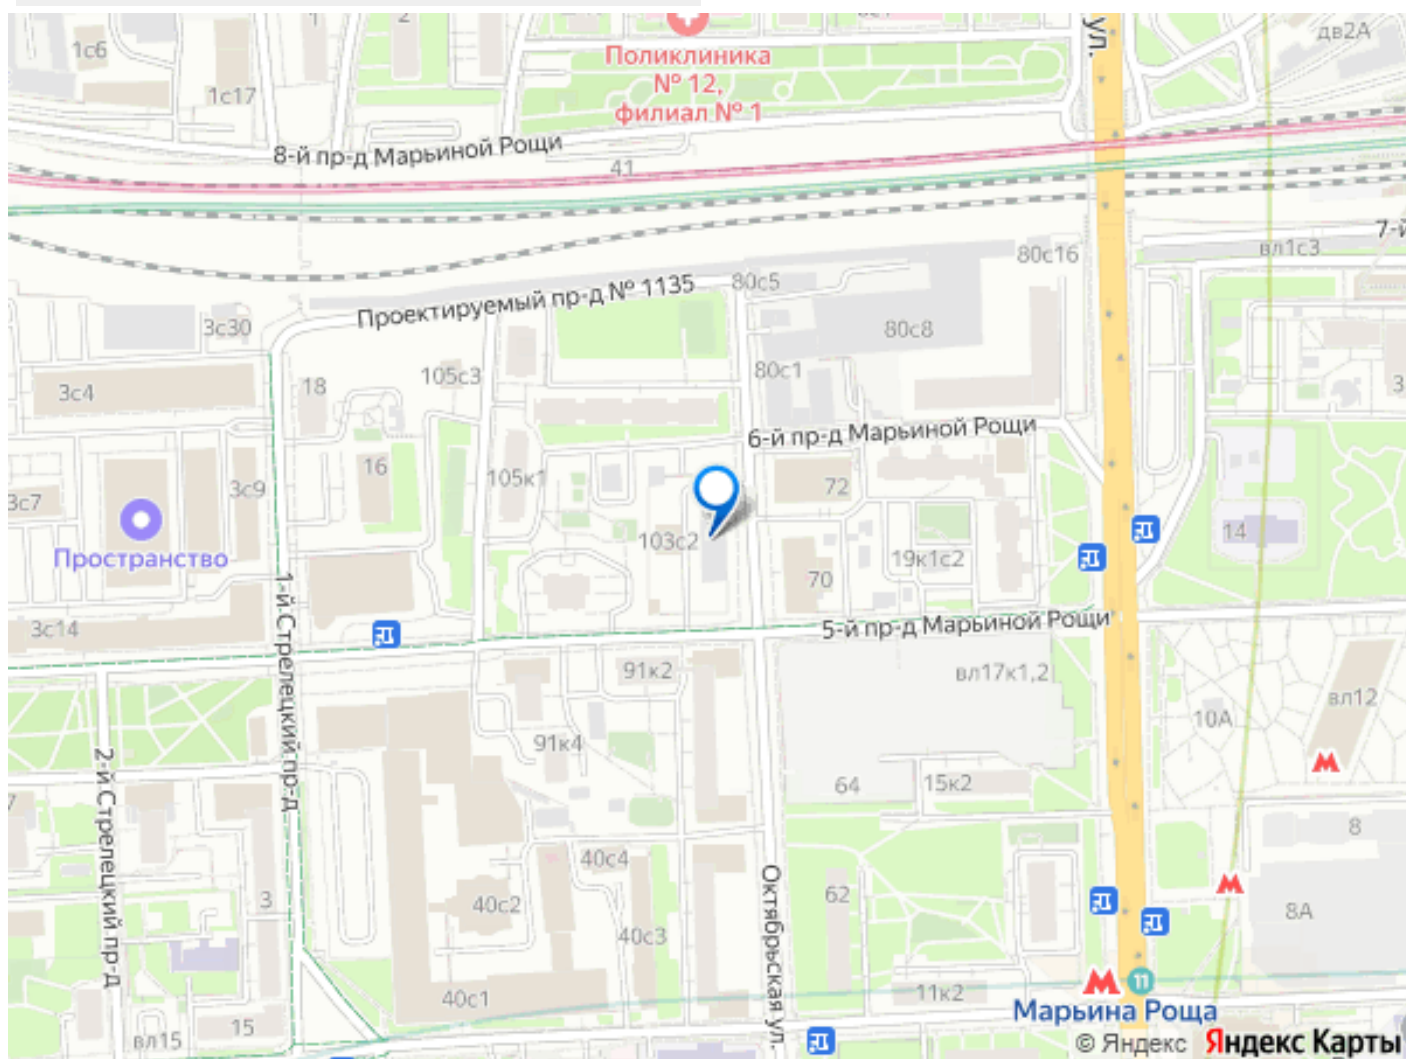 1
2
дв2А
1с6
ул.
Поликлиника
№ 12,
филиал № 1
1с17
8-й пр-д Марьиной Рощи
41
7-й
80с16
вл1с3
80с5
Проектируемый пр-д № 1135
3с30
80с8
80с1
105с3
18
3с4
3
6-й пр-д Марьиной Рощи
16
105к1
72
3с9
3с7
14
103с2
Пространство
19к1с2
70
1-й Стрелецкий пр-д
3с14
5-й пр-д Марьиной Рощи
91к2
вл17к1,2
вл12
10А
91к4
2-й Стрелецкий пр-д
64
15к2
7
8
40с4
Октябрьская ул.
62
3
40с2
8А
40с3
11
40с1
11к2
Марьина Роща
15
вл15
© Яндекс Яндекс Карты